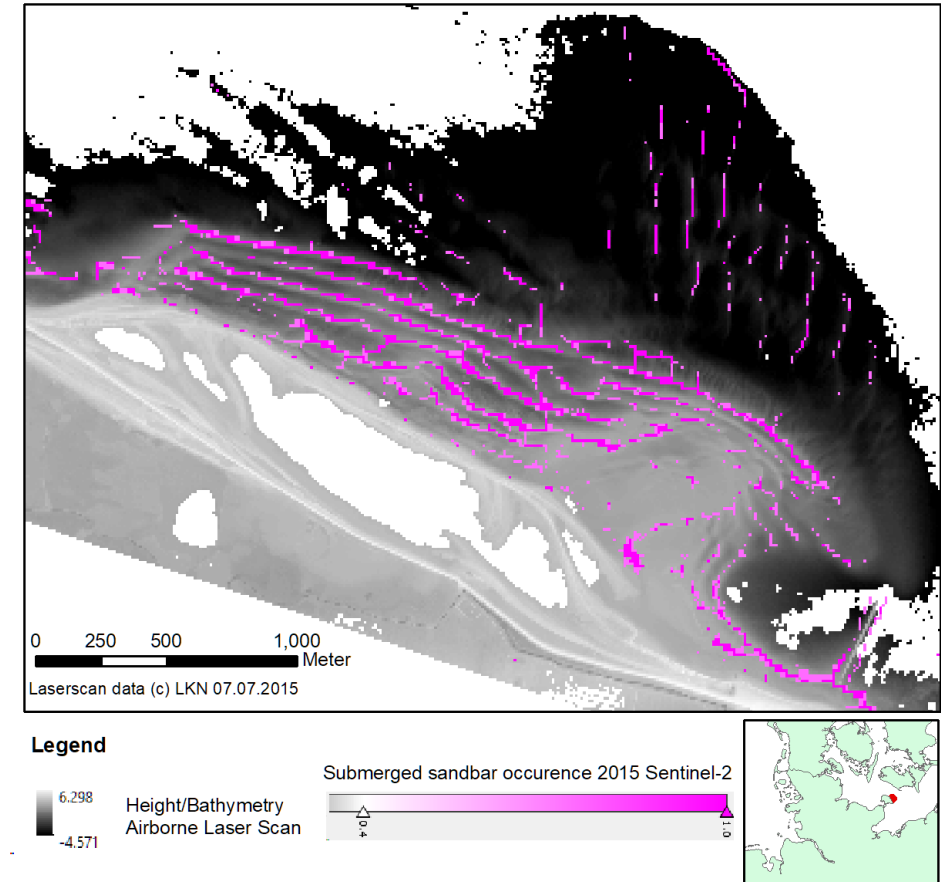 0 250 500 1,000
Meter
Laserscan data (c) LKN 07.07.2015
Legend
6.298
-4.571
Height/Bathymetry
Airborne Laser Scan
Submerged sandbar occurence 2015 Sentinel-2
0.4
1.0